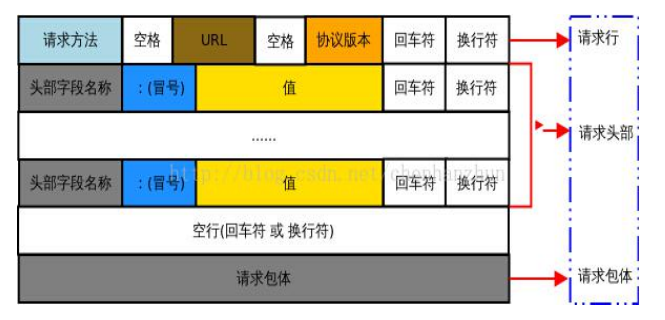 请求方法 空格 URL 空格 协议版本 回车符 换行符 请求行
头部字段名称 :(冒号) 值 回车符 换行符
...... 请求头部
头部字段名称 :(冒号) 值 回车符 换行符
http://blog.csdn.net/chephanzhun
空行(回车符 或 换行符)
请求包体 请求包体